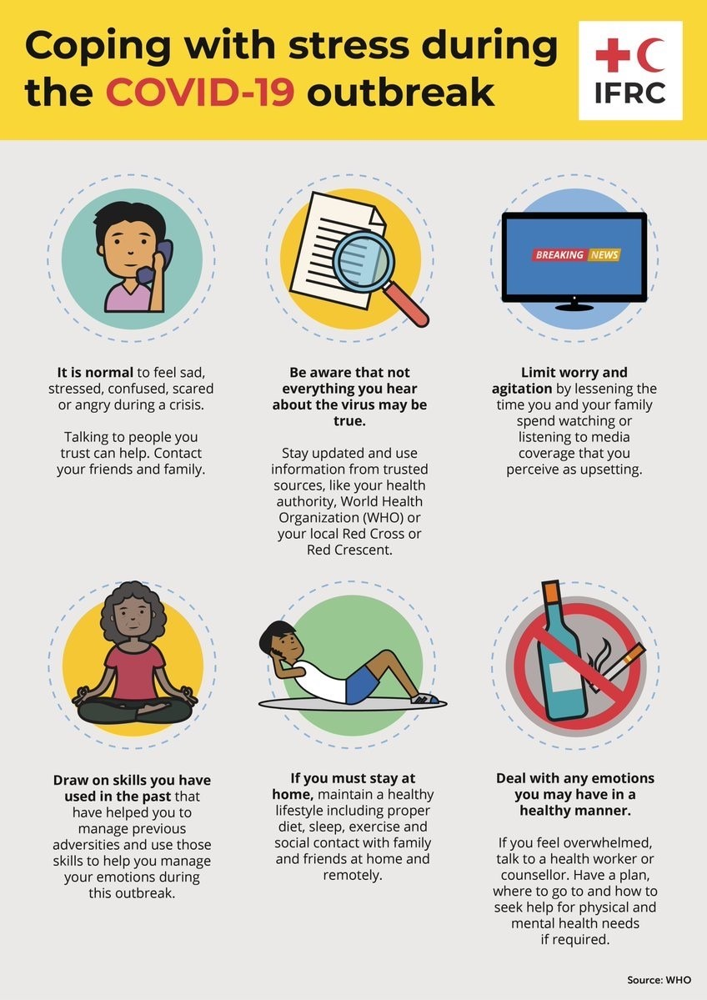 Coping with stress during
the COVID-19 outbreak
IFRC
BREAKING NEWS
It is normal to feel sad,
stressed, confused, scared
or angry during a crisis.
Talking to people you
trust can help. Contact
your friends and family.
Be aware that not
everything you hear
about the virus may be
true.
Stay updated and use
information from trusted
sources, like your health
authority, World Health
Organization (WHO) or
your local Red Cross or
Red Crescent.
Limit worry and
agitation by lessening the
time you and your family
spend watching or
listening to media
coverage that you
perceive as upsetting.
Draw on skills you have
used in the past that
have helped you to
manage previous
adversities and use those
skills to help you manage
your emotions during
this outbreak.
If you must stay at
home, maintain a healthy
lifestyle including proper
diet, sleep, exercise and
social contact with family
and friends at home and
remotely.
Deal with any emotions
you may have in a
healthy manner.
If you feel overwhelmed,
talk to a health worker or
counsellor. Have a plan,
where to go to and how to
seek help for physical and
mental health needs
if required.
Source: WHO